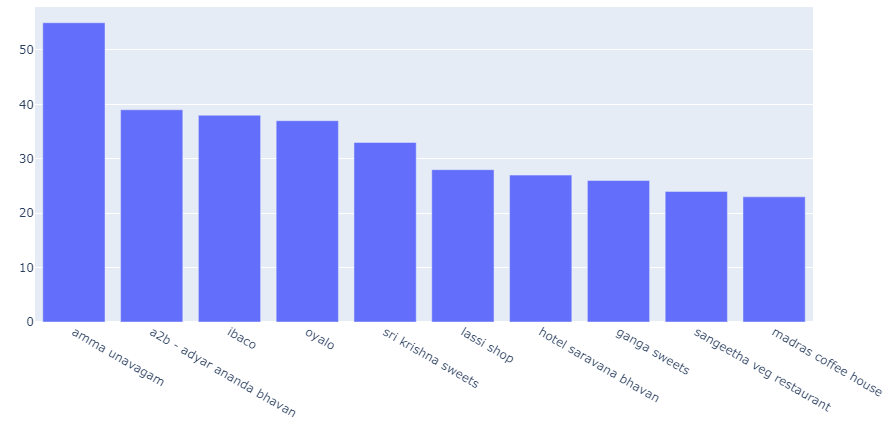 50
40
30
20
10
0
amma unavagam
a2b - adyar ananda bhavan
ibaco
oyalo
sri krishna sweets
lassi shop
hotel saravana bhavan
ganga sweets
sangeetha veg restaurant
madras coffee house